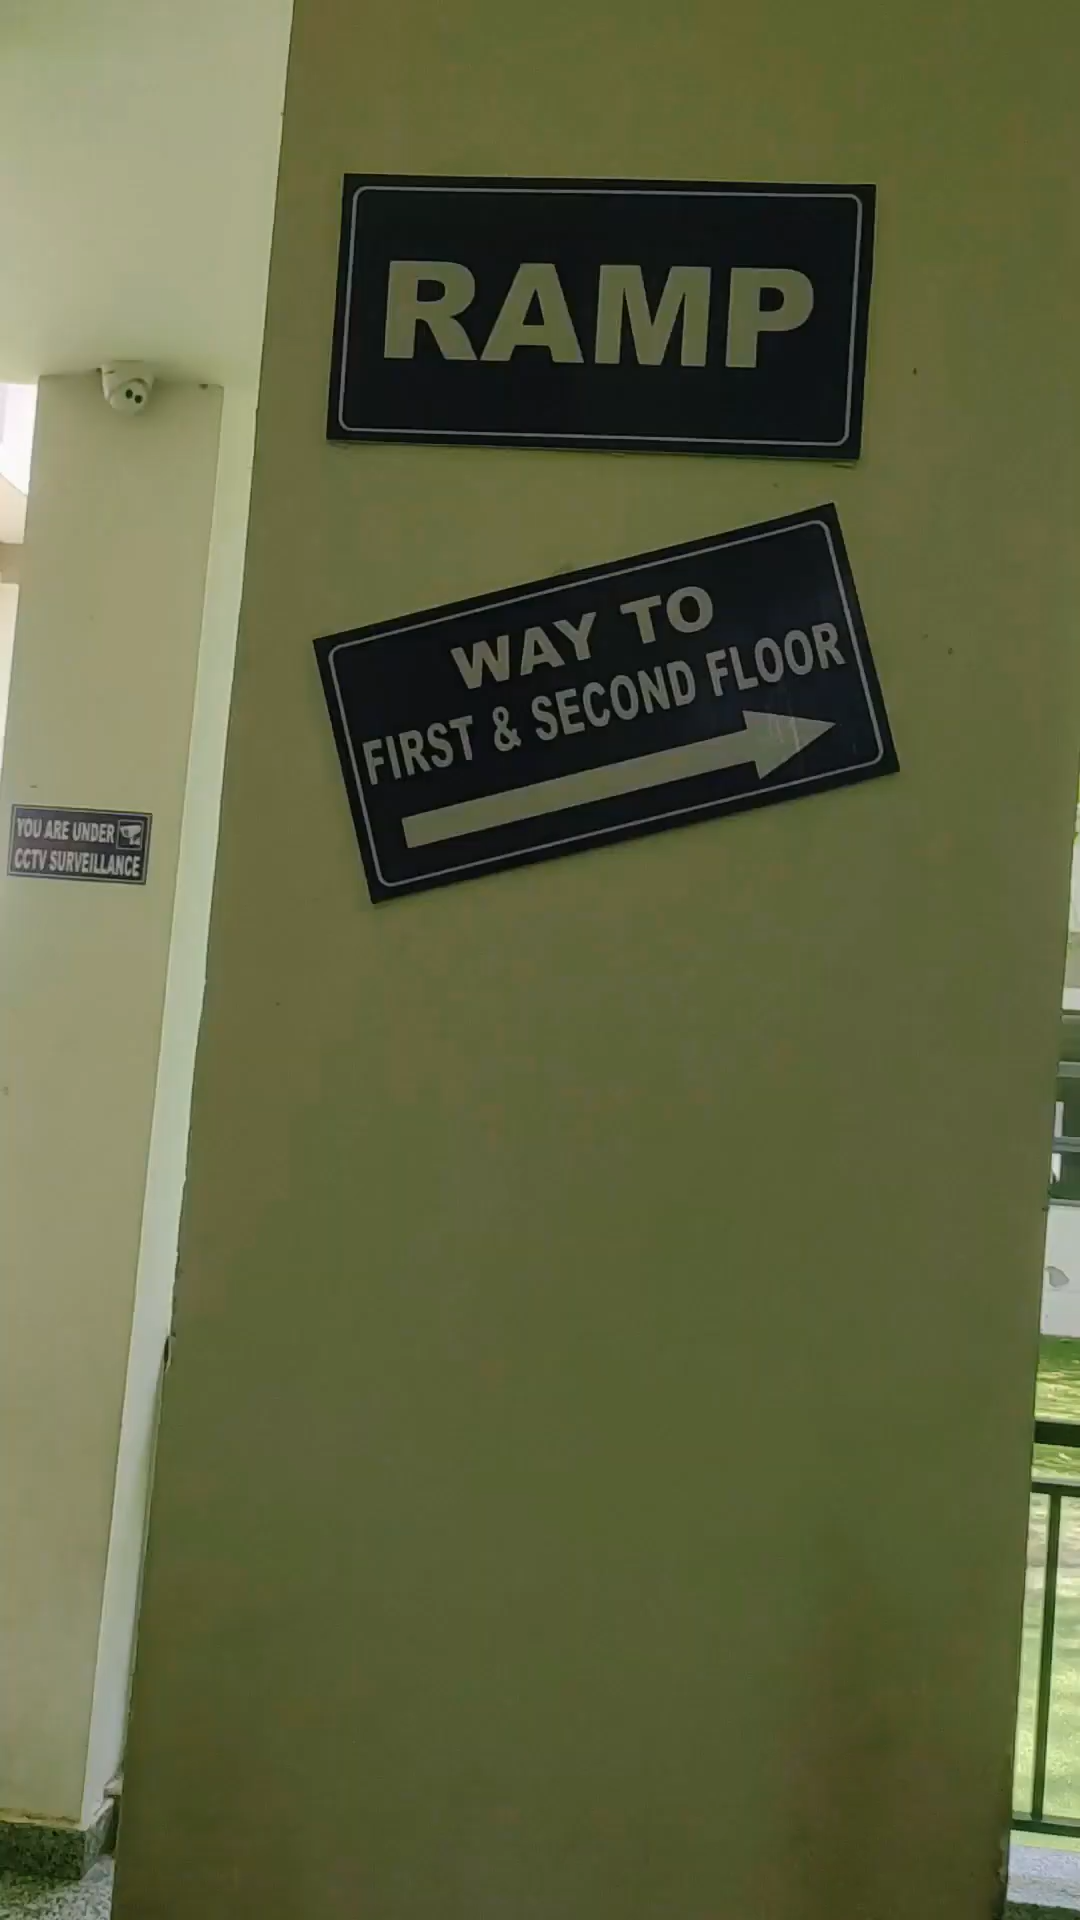 RAMP
WAY TO
FIRST & SECOND FLOOR
YOU ARE UNDER
CCTV SURVEILLANCE